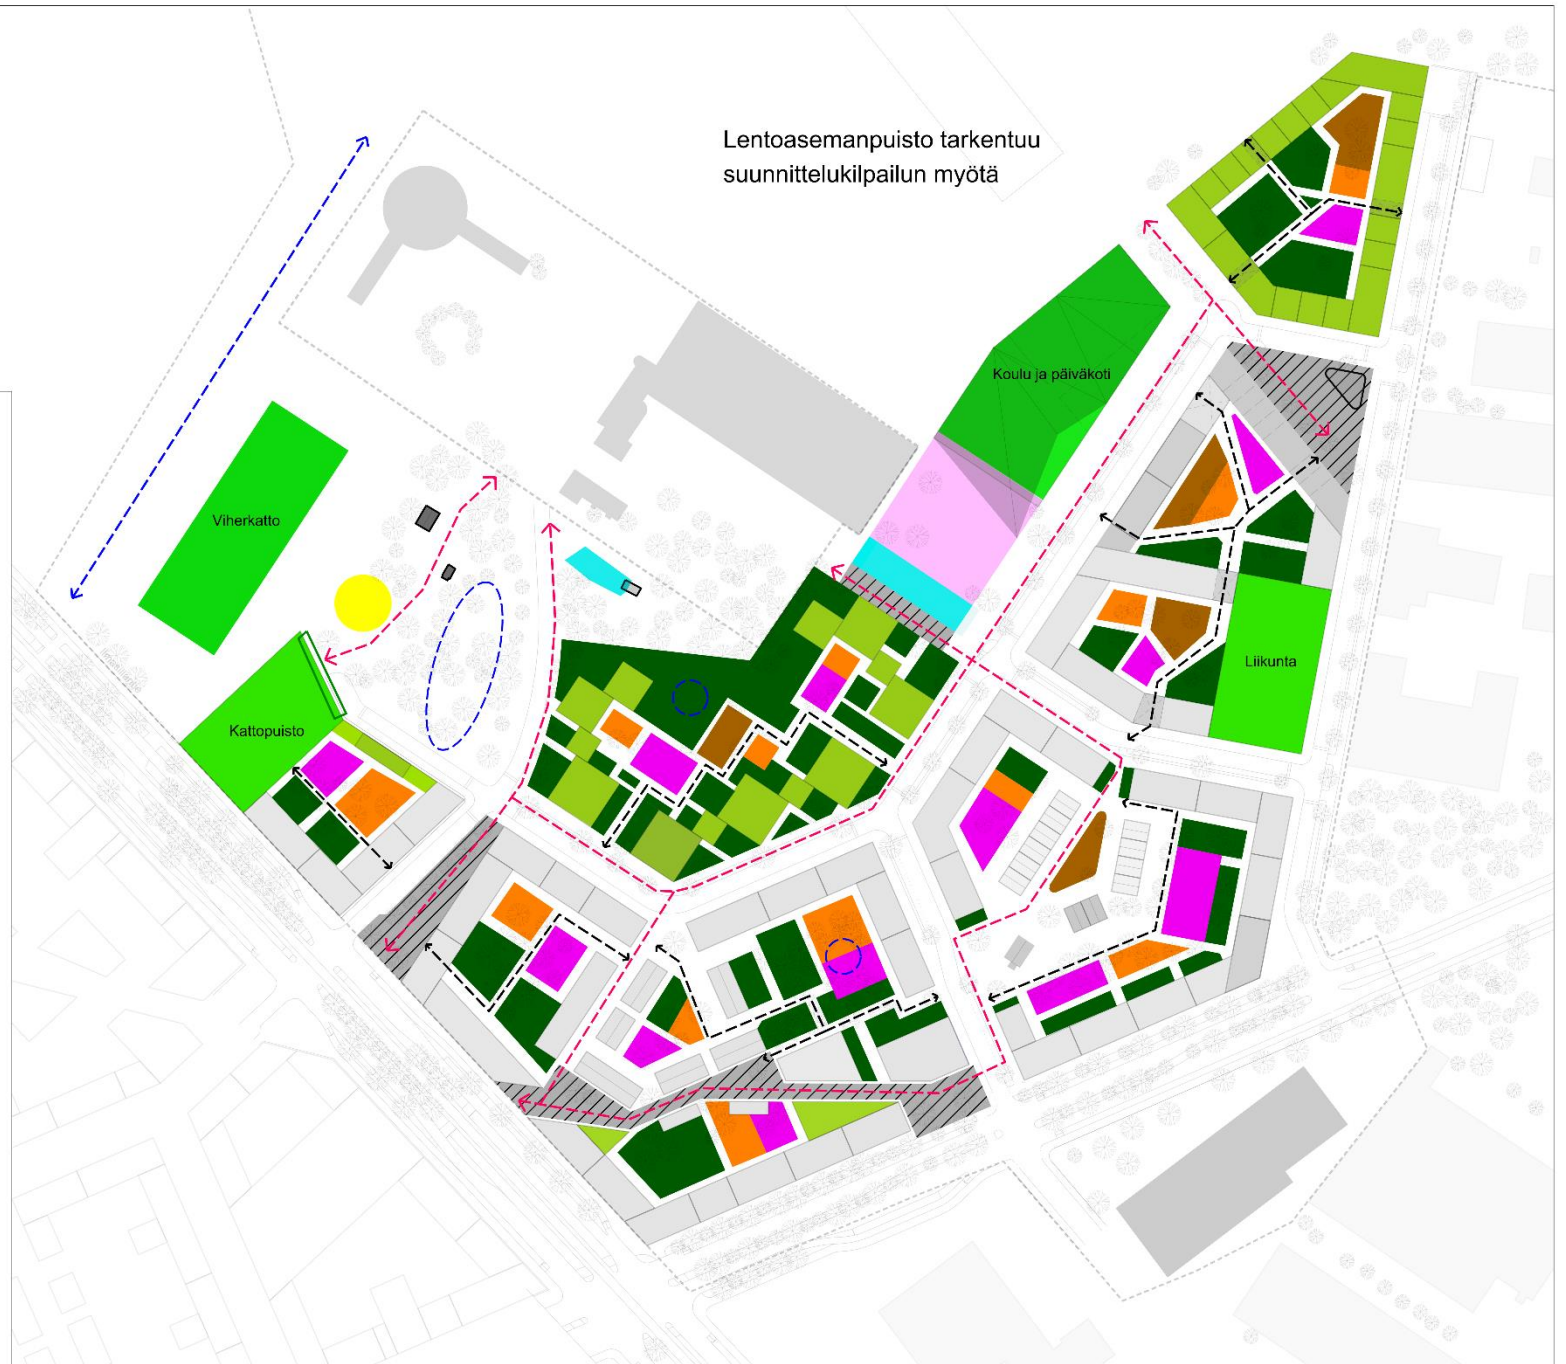 Lentoasemanpuisto tarkentuu
suunnittelukilpailun myötä
Koulu ja päiväkoti
Viherkatto
Liikunta
Kattopuisto